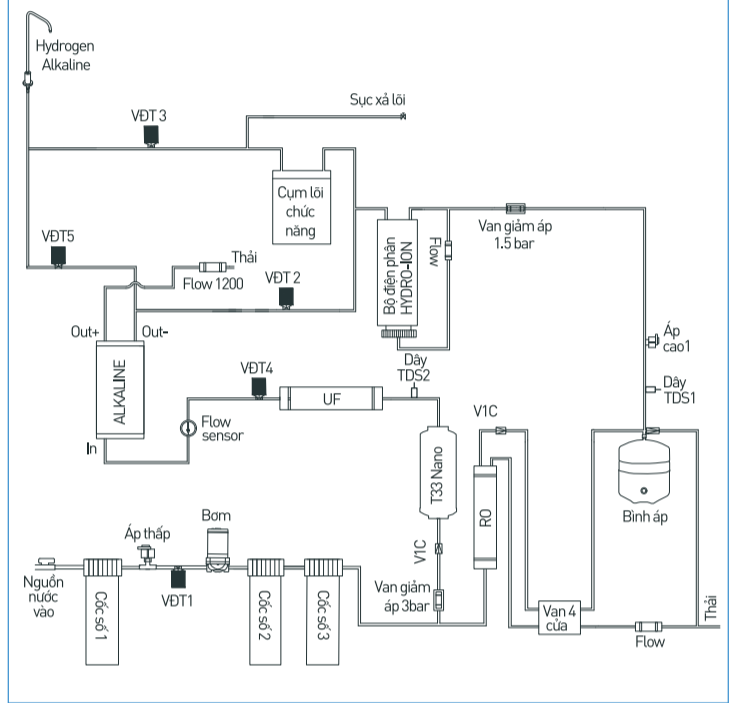 Hydrogen
Alkaline
Sục xả lõi
VĐT 3
Cụm lõi
chức
năng
Van giảm áp
1.5 bar
VĐT5
Thải
Flow 1200
VĐT 2
Bộ điện phân
HYDRO-ION
Flow
Out+
Out-
ALKALINE
In
Áp
cao1
Dây
TDS1
Dây
TDS2
VĐT4
UF
Flow
sensor
V1C
T33 Nano
RO
Bình áp
V1C
Van giảm
áp 3bar
Bơm
Áp thấp
Nguồn
nước
vào
Cốc số 1
VĐT1
Cốc số 2
Cốc số 3
Van 4
cửa
Flow
Thải